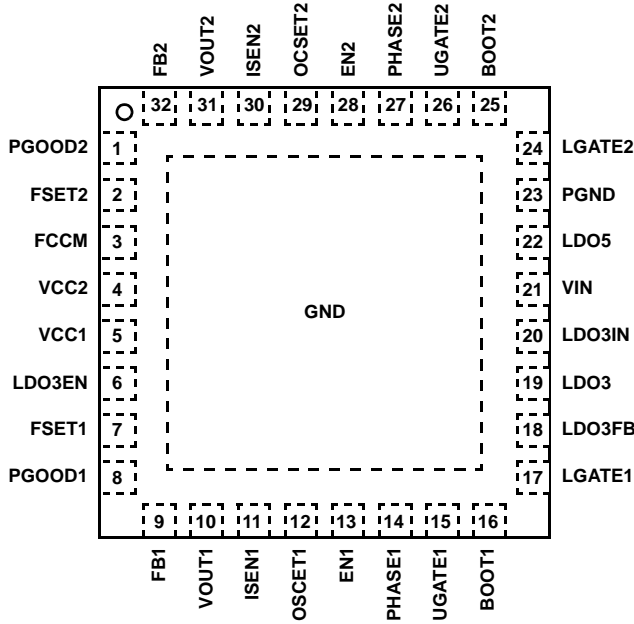 FB2
VOUT2
ISEN2
OCSET2
EN2
PHASE2
UGATE2
BOOT2
32 31 30 29 28 27 26 25
PGOOD2 1 24 LGATE2
FSET2 2 23 PGND
FCCM 3 22 LDO5
VCC2 4 21 VIN
GND
VCC1 5 20 LDO3IN
LDO3EN 6 19 LDO3
FSET1 7 18 LDO3FB
PGOOD1 8 17 LGATE1
9 10 11 12 13 14 15 16
FB1
VOUT1
ISEN1
OSCET1
EN1
PHASE1
UGATE1
BOOT1